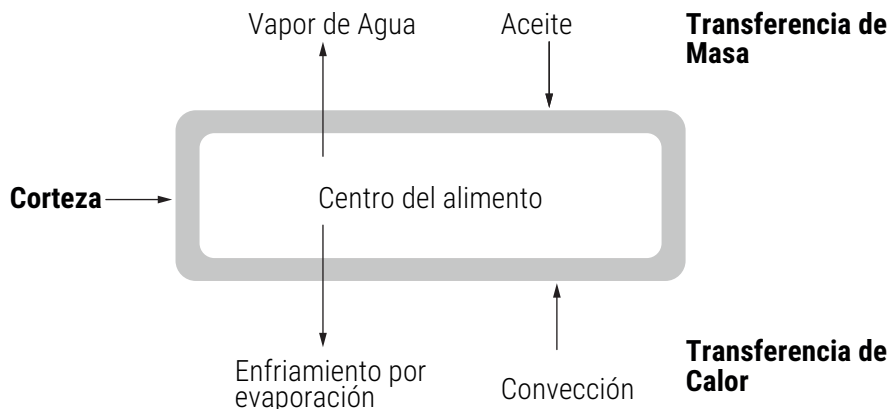 Vapor de Agua
Aceite
Transferencia de
Masa
Corteza
Centro del alimento
Enfriamiento por
evaporación
Convección
Transferencia de
Calor